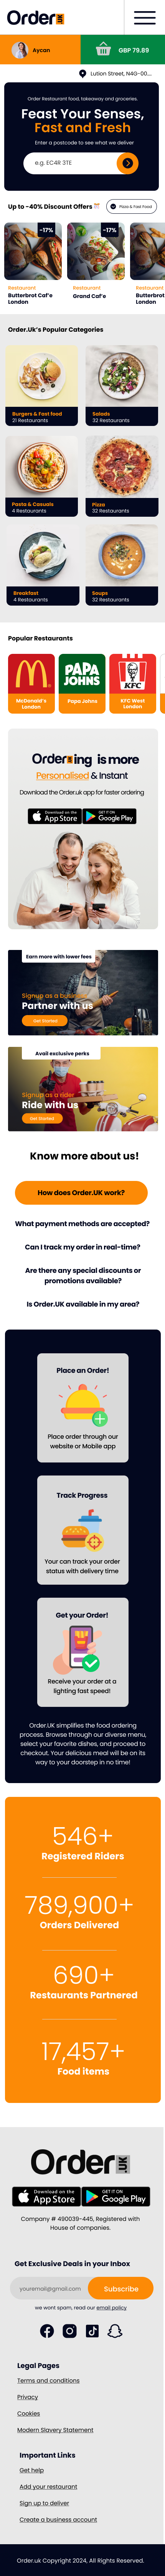 Order UK
Aycan
GBP 79.89
Lution Street, N4G-00....
Order Restaurant food, takeaway and groceries.
Feast Your Senses,
Fast and Fresh
Enter a postcode to see what we deliver
e.g. EC4R 3TE
Up to -40% Discount Offers
Pizza & Fast Food
-17%
-17%
Restaurant
Butterbrot Caf'e
London
Restaurant
Grand Caf'e
Restaurant
Butterbrot
London
Order.Uk's Popular Categories
Burgers & Fast food
21 Restaurants
Salads
32 Restaurants
Pasta & Casuals
4 Restaurants
Pizza
32 Restaurants
Breakfast
4 Restaurants
Soups
32 Restaurants
Popular Restaurants
McDonald's
London
PAPA
JOHNS
Papa Johns
KFC
KFC West
London
Ordering is more
Personalised & Instant
Download the Order.uk app for faster ordering
Download on the
App Store
GET IT ON
Google Play
Earn more with lower fees
Signup as a business
Partner with us
Get Started
Avail exclusive perks
Signup as a rider
Ride with us
Get Started
Know more about us!
How does Order.UK work?
What payment methods are accepted?
Can I track my order in real-time?
Are there any special discounts or
promotions available?
Is Order.UK available in my area?
Place an Order!
Place order through our
website or Mobile app
Track Progress
Your can track your order
status with delivery time
Get your Order!
Receive your order at a
lighting fast speed!
Order.UK simplifies the food ordering
process. Browse through our diverse menu,
select your favorite dishes, and proceed to
checkout. Your delicious meal will be on its
way to your doorstep in no time!
546+
Registered Riders
789,900+
Orders Delivered
690+
Restaurants Partnered
17,457+
Food items
Order UK
Download on the
App Store
GET IT ON
Google Play
Company # 490039-445, Registered with
House of companies.
Get Exclusive Deals in your Inbox
youremail@gmail.com
Subscribe
we wont spam, read our email policy
Legal Pages
Terms and conditions
Privacy
Cookies
Modern Slavery Statement
Important Links
Get help
Add your restaurant
Sign up to deliver
Create a business account
Order.uk Copyright 2024, All Rights Reserved.